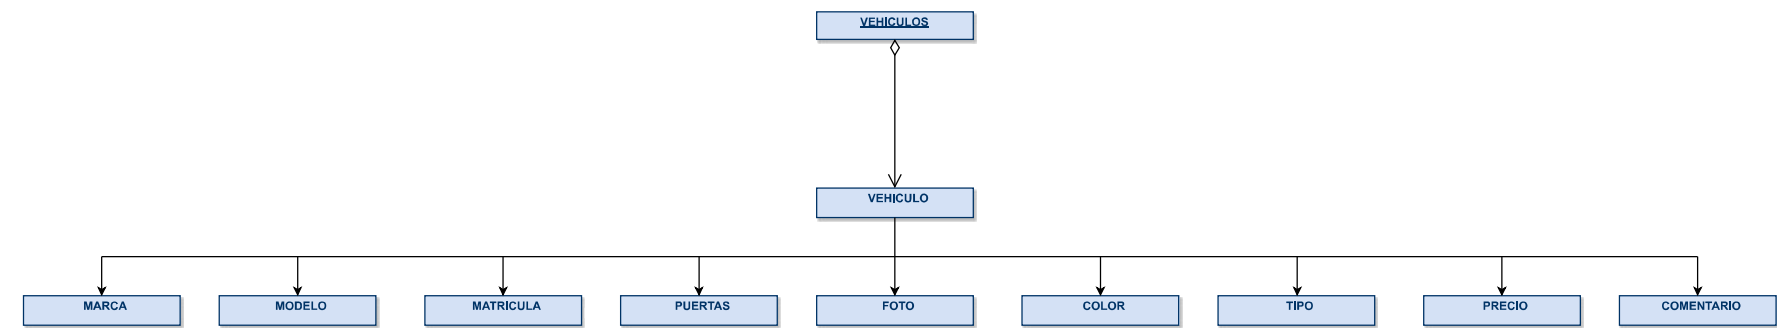 VEHICULOS
VEHICULO
MARCA
MODELO
MATRICULA
PUERTAS
FOTO
COLOR
TIPO
PRECIO
COMENTARIO